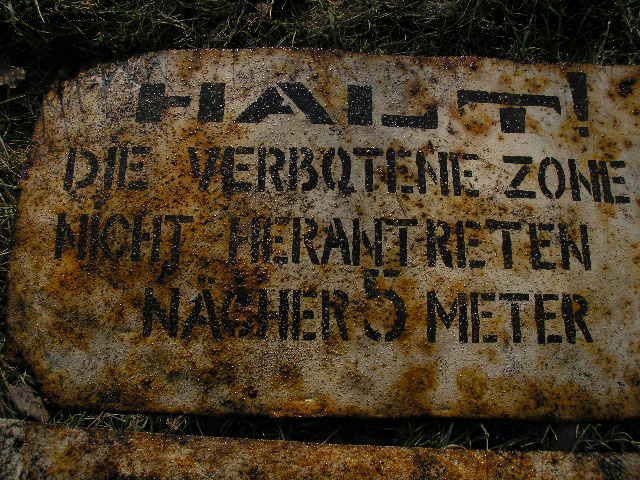 HALT!
DIE VERBOTENE ZONE
NICHT HERANTRETEN
NÄCHER 5 METER